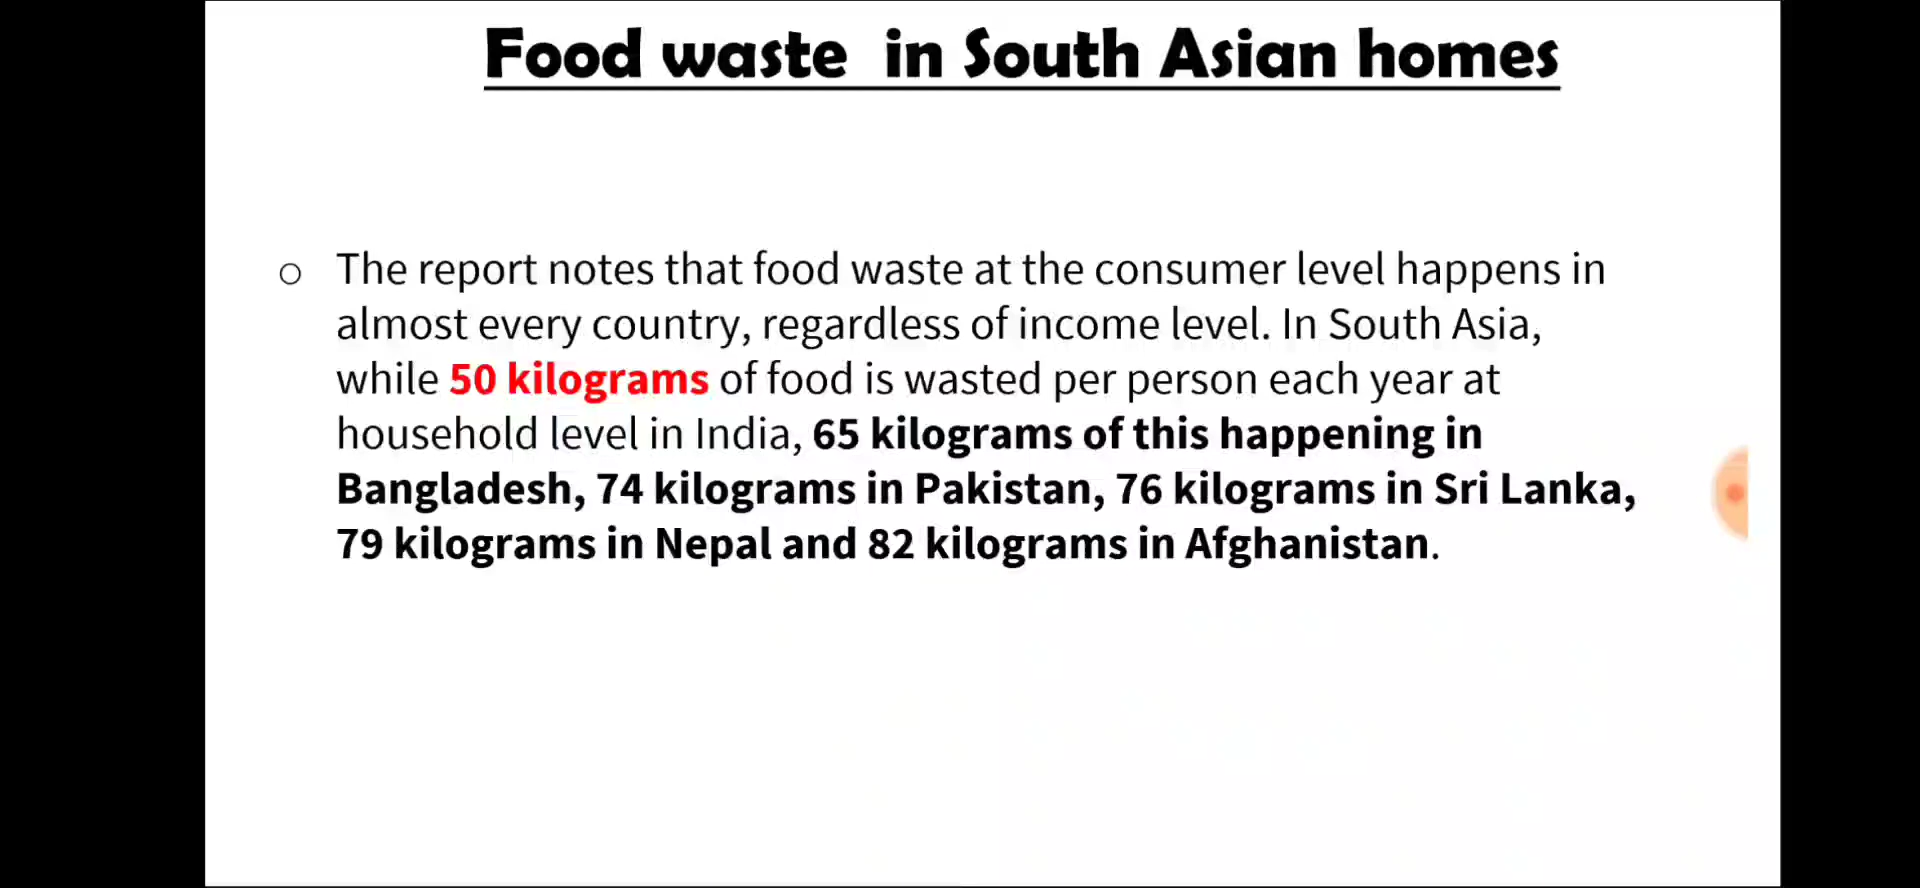 Food waste in South Asian homes
The report notes that food waste at the consumer level happens in
almost every country, regardless of income level. In South Asia,
while 50 kilograms of food is wasted per person each year at
household level in India, 65 kilograms of this happening in
Bangladesh, 74 kilograms in Pakistan, 76 kilograms in Sri Lanka,
79 kilograms in Nepal and 82 kilograms in Afghanistan.